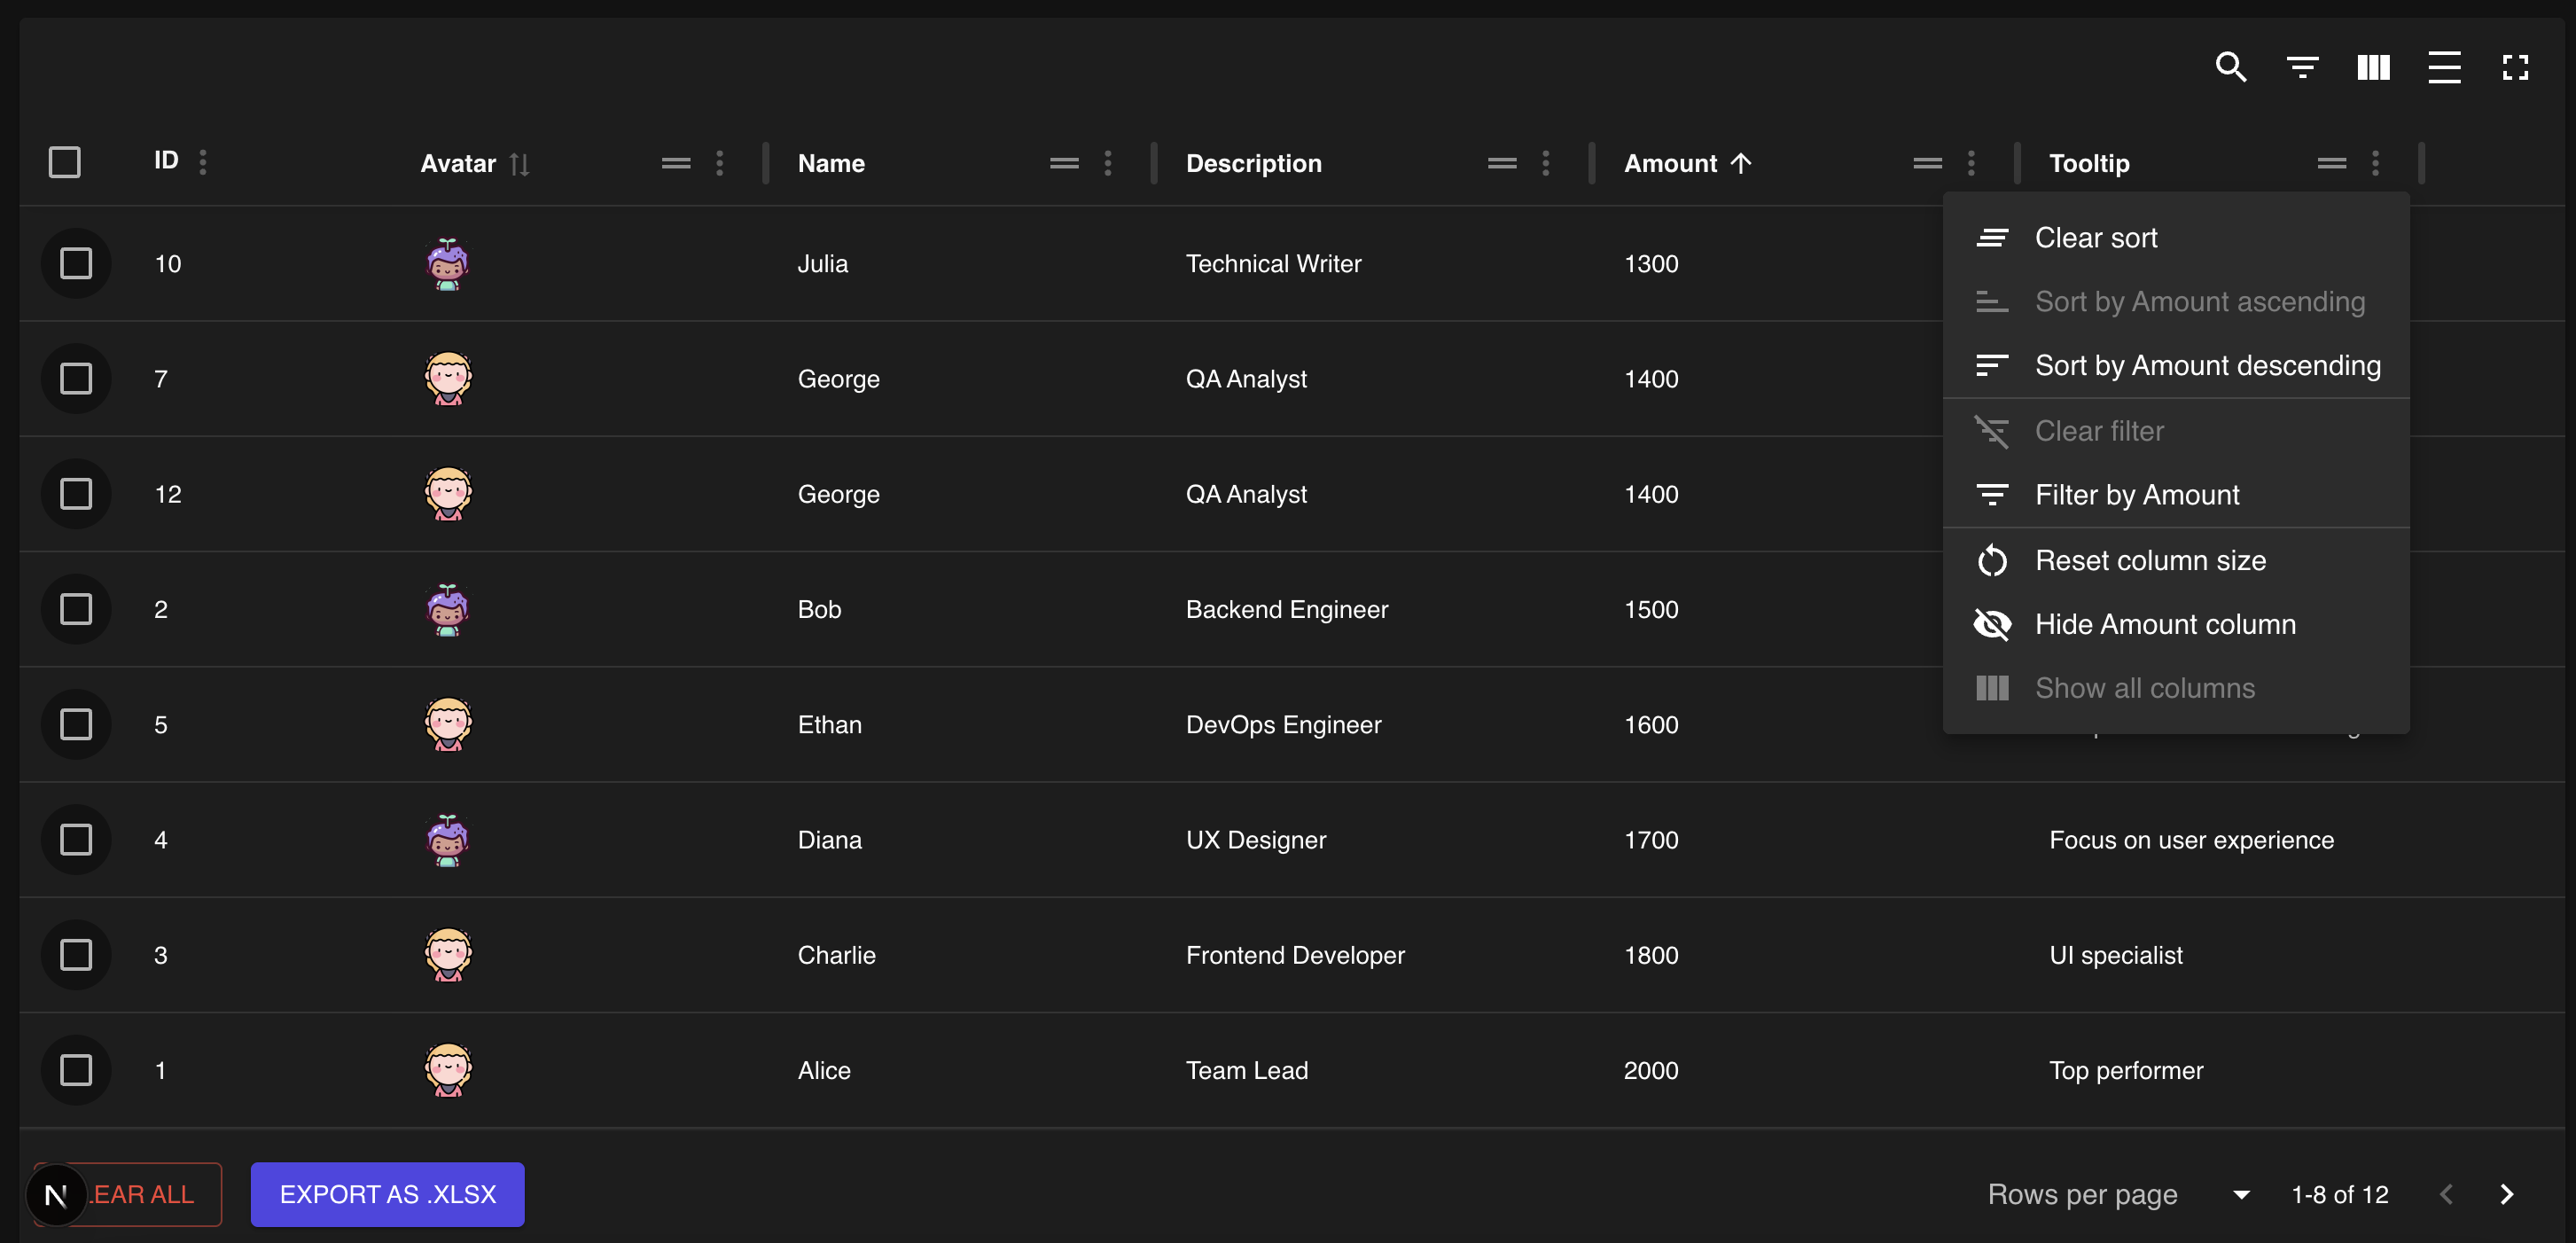 ID Avatar Name Description Amount Tooltip
10 Julia Technical Writer 1300
7 George QA Analyst 1400
12 George QA Analyst 1400
2 Bob Backend Engineer 1500
5 Ethan DevOps Engineer 1600
4 Diana UX Designer 1700 Focus on user experience
3 Charlie Frontend Developer 1800 UI specialist
1 Alice Team Lead 2000 Top performer
Clear sort
Sort by Amount ascending
Sort by Amount descending
Clear filter
Filter by Amount
Reset column size
Hide Amount column
Show all columns
N LEAR ALL EXPORT AS .XLSX Rows per page 1-8 of 12